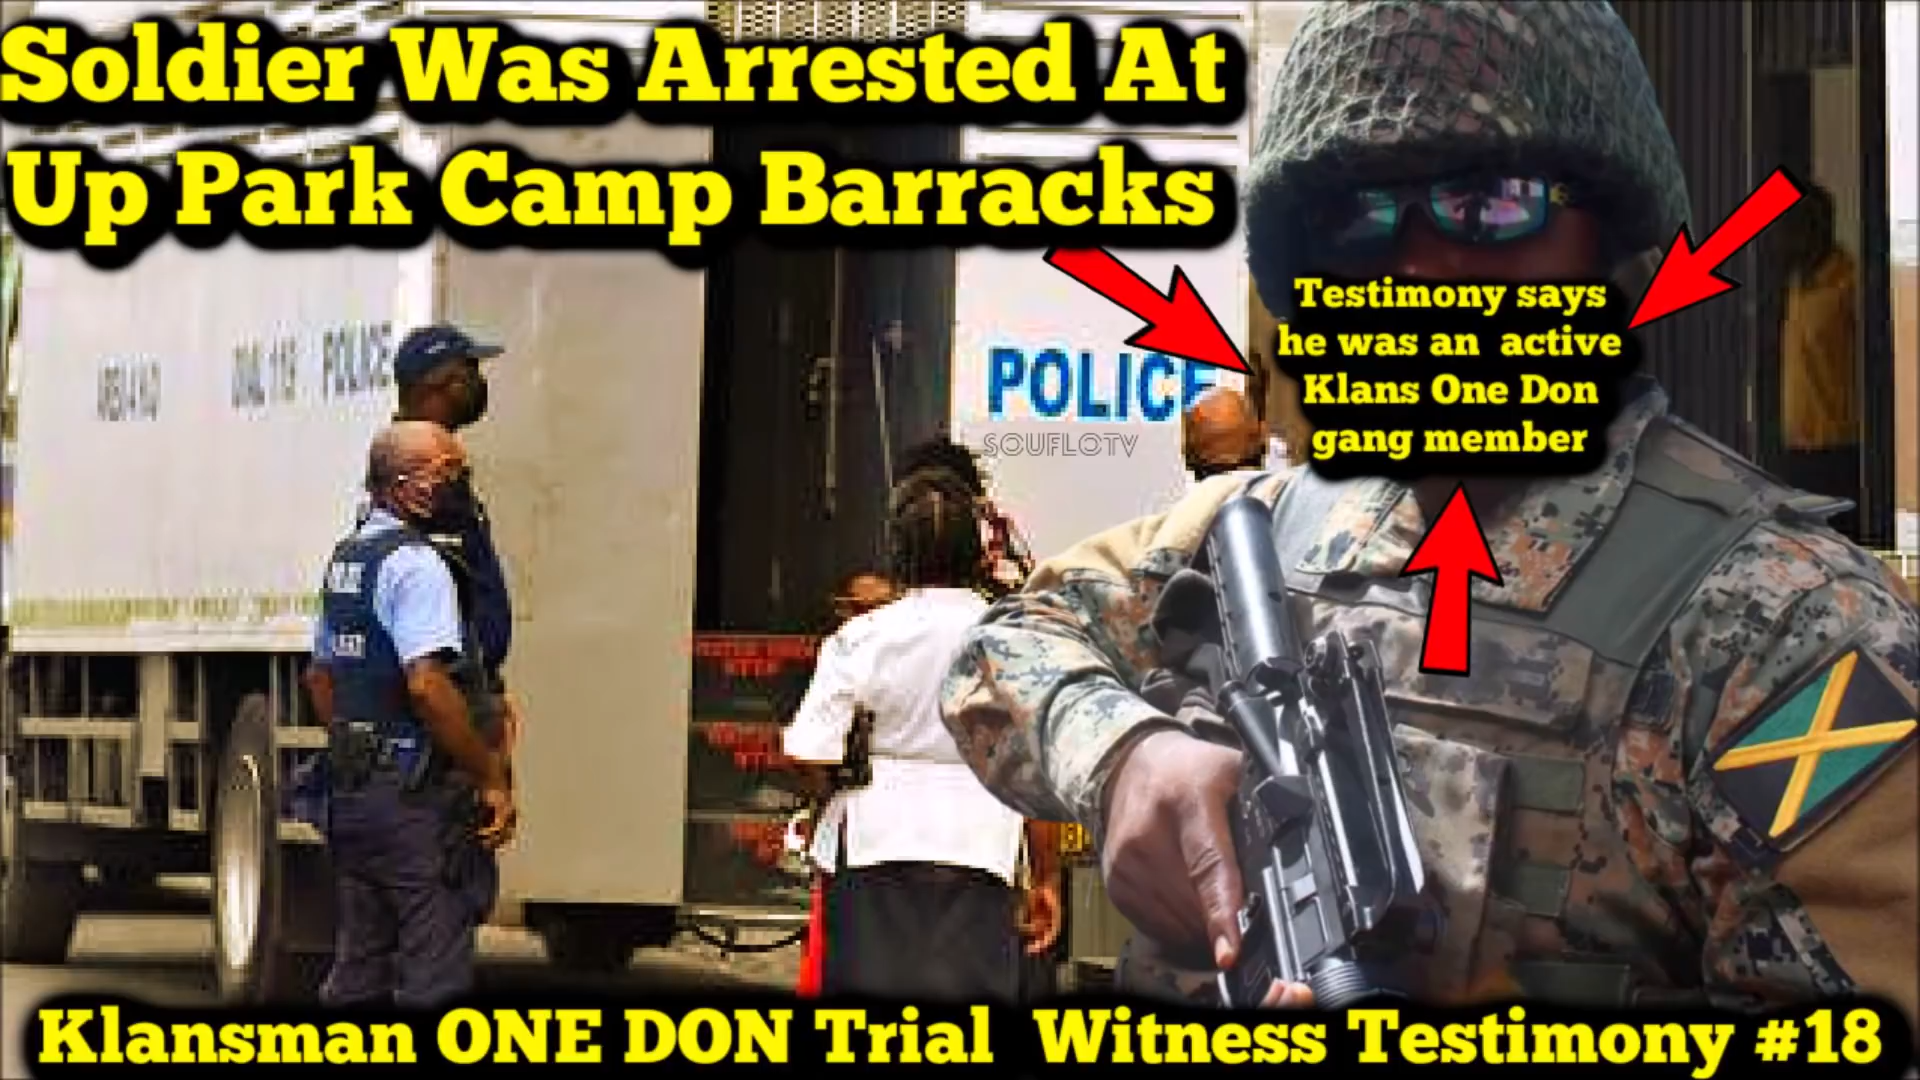 Soldier Was Arrested At
Up Park Camp Barracks
Testimony says
he was an active
Klans One Don
gang member
POLICE
POLICE
SOUFLOTV
Klansman ONE DON Trial Witness Testimony #18